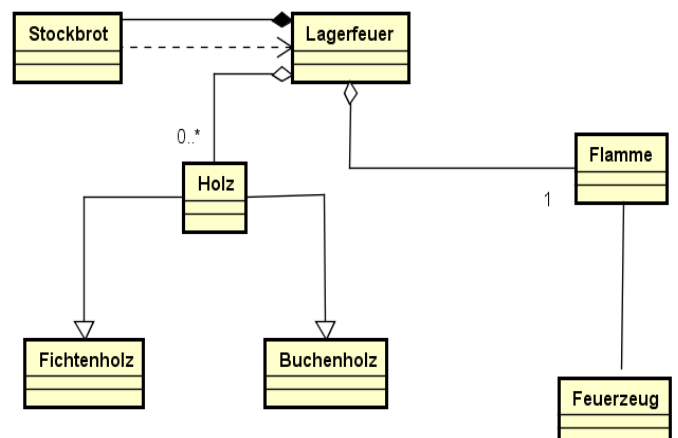 Stockbrot
Lagerfeuer
0..*
Holz
Flamme
1
Fichtenholz
Buchenholz
Feuerzeug